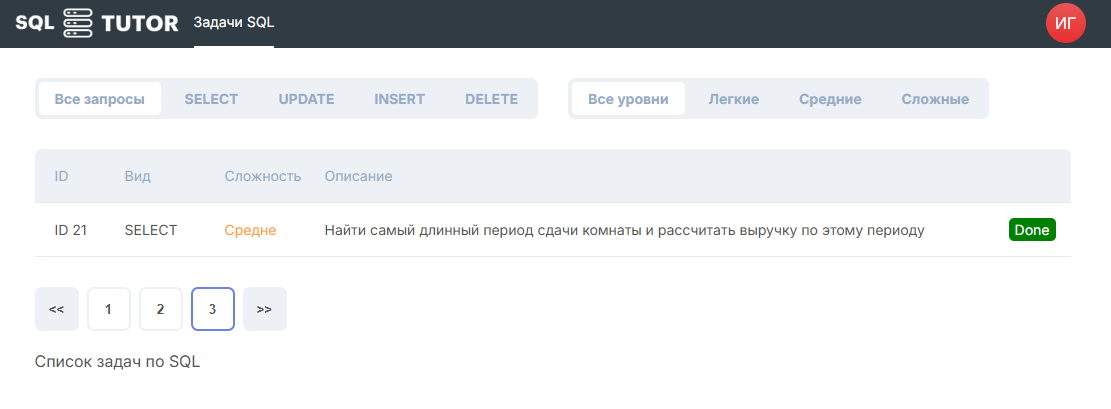 SQL TUTOR Задачи SQL ИГ
Все запросы SELECT UPDATE INSERT DELETE Все уровни Легкие Средние Сложные
ID Вид Сложность Описание
ID 21 SELECT Средне Найти самый длинный период сдачи комнаты и рассчитать выручку по этому периоду Done
<< 1 2 3 >>
Список задач по SQL